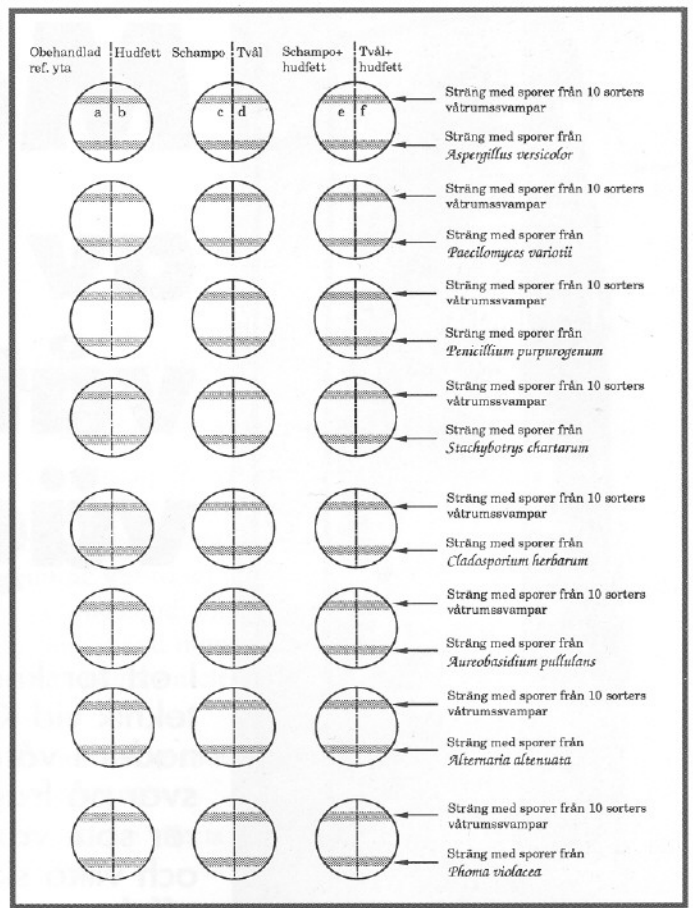 Obehandlad
ref. yta
Hudfett
Schampo
Tvål
Schampo+
hudfett
Tvål+
hudfett
a b
c d
e f
Sträng med sporer från 10 sorters
våtrumssvampar
Sträng med sporer från
Aspergillus versicolor
Sträng med sporer från 10 sorters
våtrumssvampar
Sträng med sporer från
Paecilomyces variotii
Sträng med sporer från 10 sorters
våtrumssvampar
Sträng med sporer från
Penicillium purpurogenum
Sträng med sporer från 10 sorters
våtrumssvampar
Sträng med sporer från
Stachybotrys chartarum
Sträng med sporer från 10 sorters
våtrumssvampar
Sträng med sporer från
Cladosporium herbarum
Sträng med sporer från 10 sorters
våtrumssvampar
Sträng med sporer från
Aureobasidium pullulans
Sträng med sporer från 10 sorters
våtrumssvampar
Sträng med sporer från
Alternaria altenuata
Sträng med sporer från 10 sorters
våtrumssvampar
Sträng med sporer från
Phoma violacea